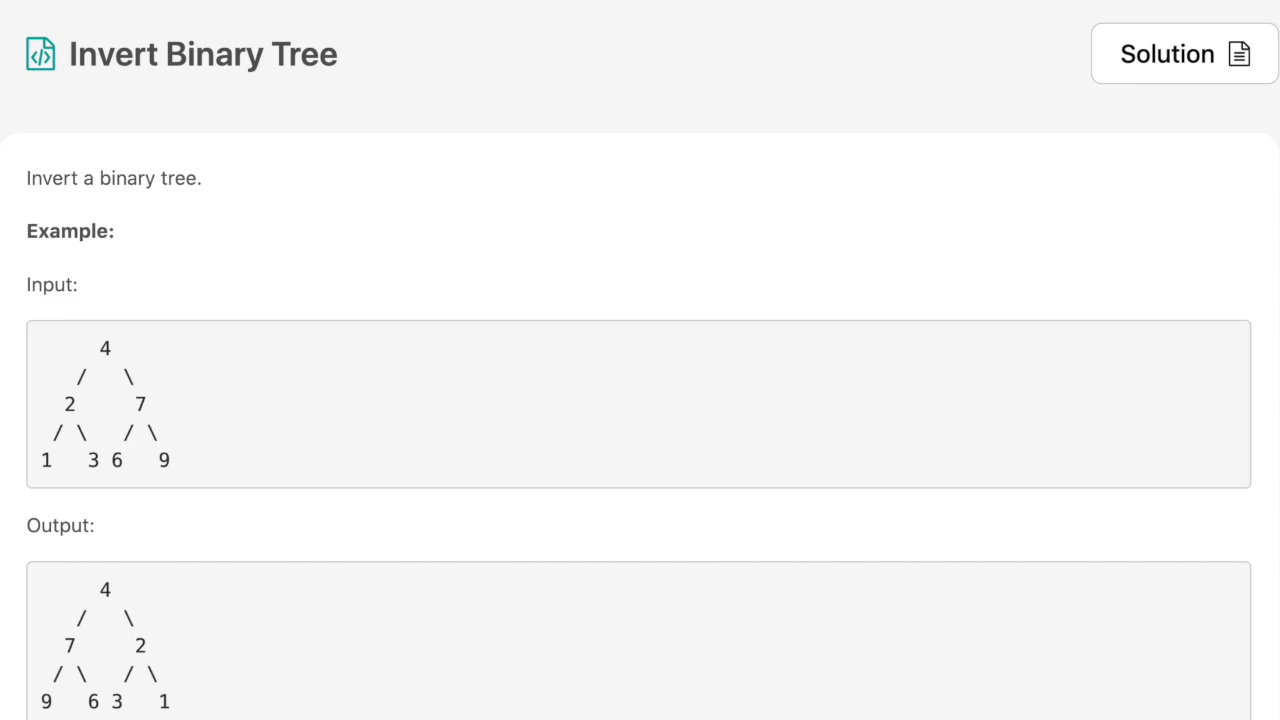 Invert Binary Tree
Solution
Invert a binary tree.
Example:
Input:
     4
   /   \
  2     7
 / \   / \
1   3 6   9
Output:
     4
   /   \
  7     2
 / \   / \
9   6 3   1